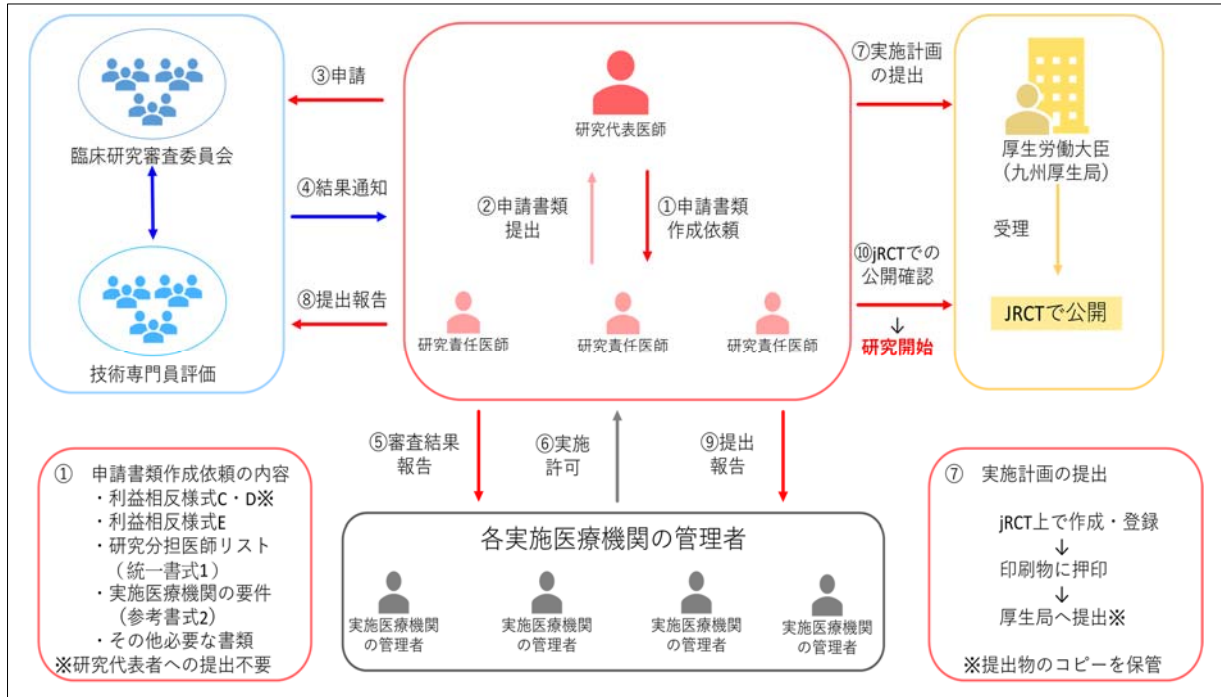 臨床研究審査委員会
技術専門員評価
③申請
④結果通知
⑧提出報告
研究代表医師
②申請書類
提出
①申請書類
作成依頼
研究責任医師
研究責任医師
研究責任医師
⑦実施計画
の提出
⑩jRCTでの
公開確認
↓
研究開始
厚生労働大臣
（九州厚生局）
受理
JRCTで公開
⑤審査結果
報告
⑥実施
許可
⑨提出
報告
各実施医療機関の管理者
実施医療機関
の管理者
実施医療機関
の管理者
実施医療機関
の管理者
実施医療機関
の管理者
① 申請書類作成依頼の内容
・利益相反様式C・D※
・利益相反様式E
・研究分担医師リスト
（統一書式1）
・実施医療機関の要件
（参考書式2）
・その他必要な書類
※研究代表者への提出不要
⑦ 実施計画の提出
jRCT上で作成・登録
↓
印刷物に押印
↓
厚生局へ提出※
※提出物のコピーを保管